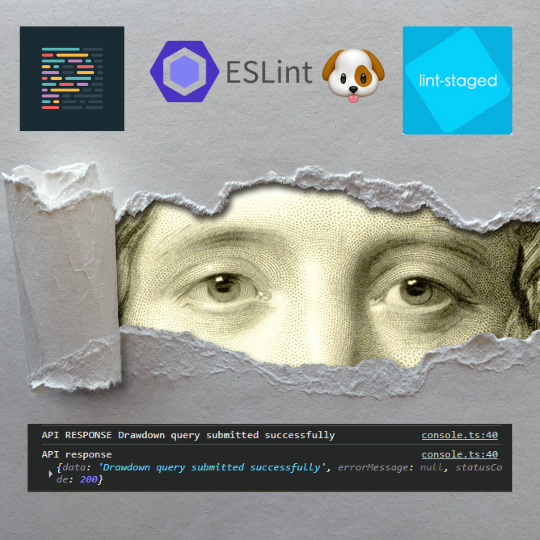 ESLint
lint-staged
API RESPONSE Drawdown query submitted successfully console.ts:40
API response console.ts:40
{data: 'Drawdown query submitted successfully', errorMessage: null, statusCo
de: 200}